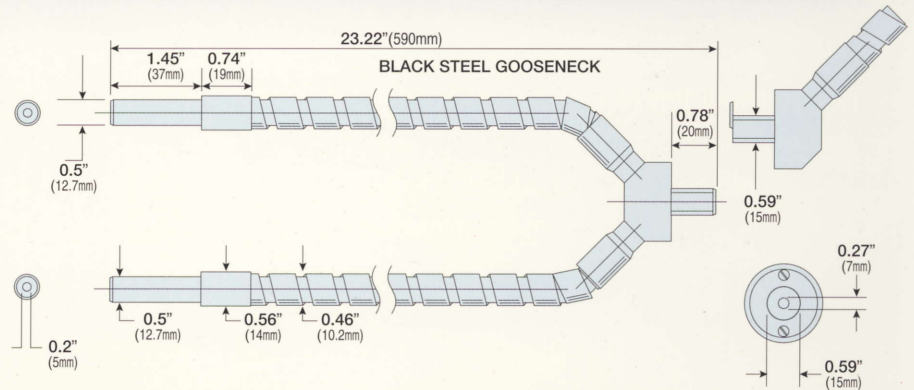 23.22"(590mm)
1.45"
(37mm)
0.74"
(19mm)
BLACK STEEL GOOSENECK
0.78"
(20mm)
0.5"
(12.7mm)
0.59"
(15mm)
0.27"
(7mm)
0.5"
(12.7mm)
0.56"
(14mm)
0.46"
(10.2mm)
0.2"
(5mm)
0.59"
(15mm)